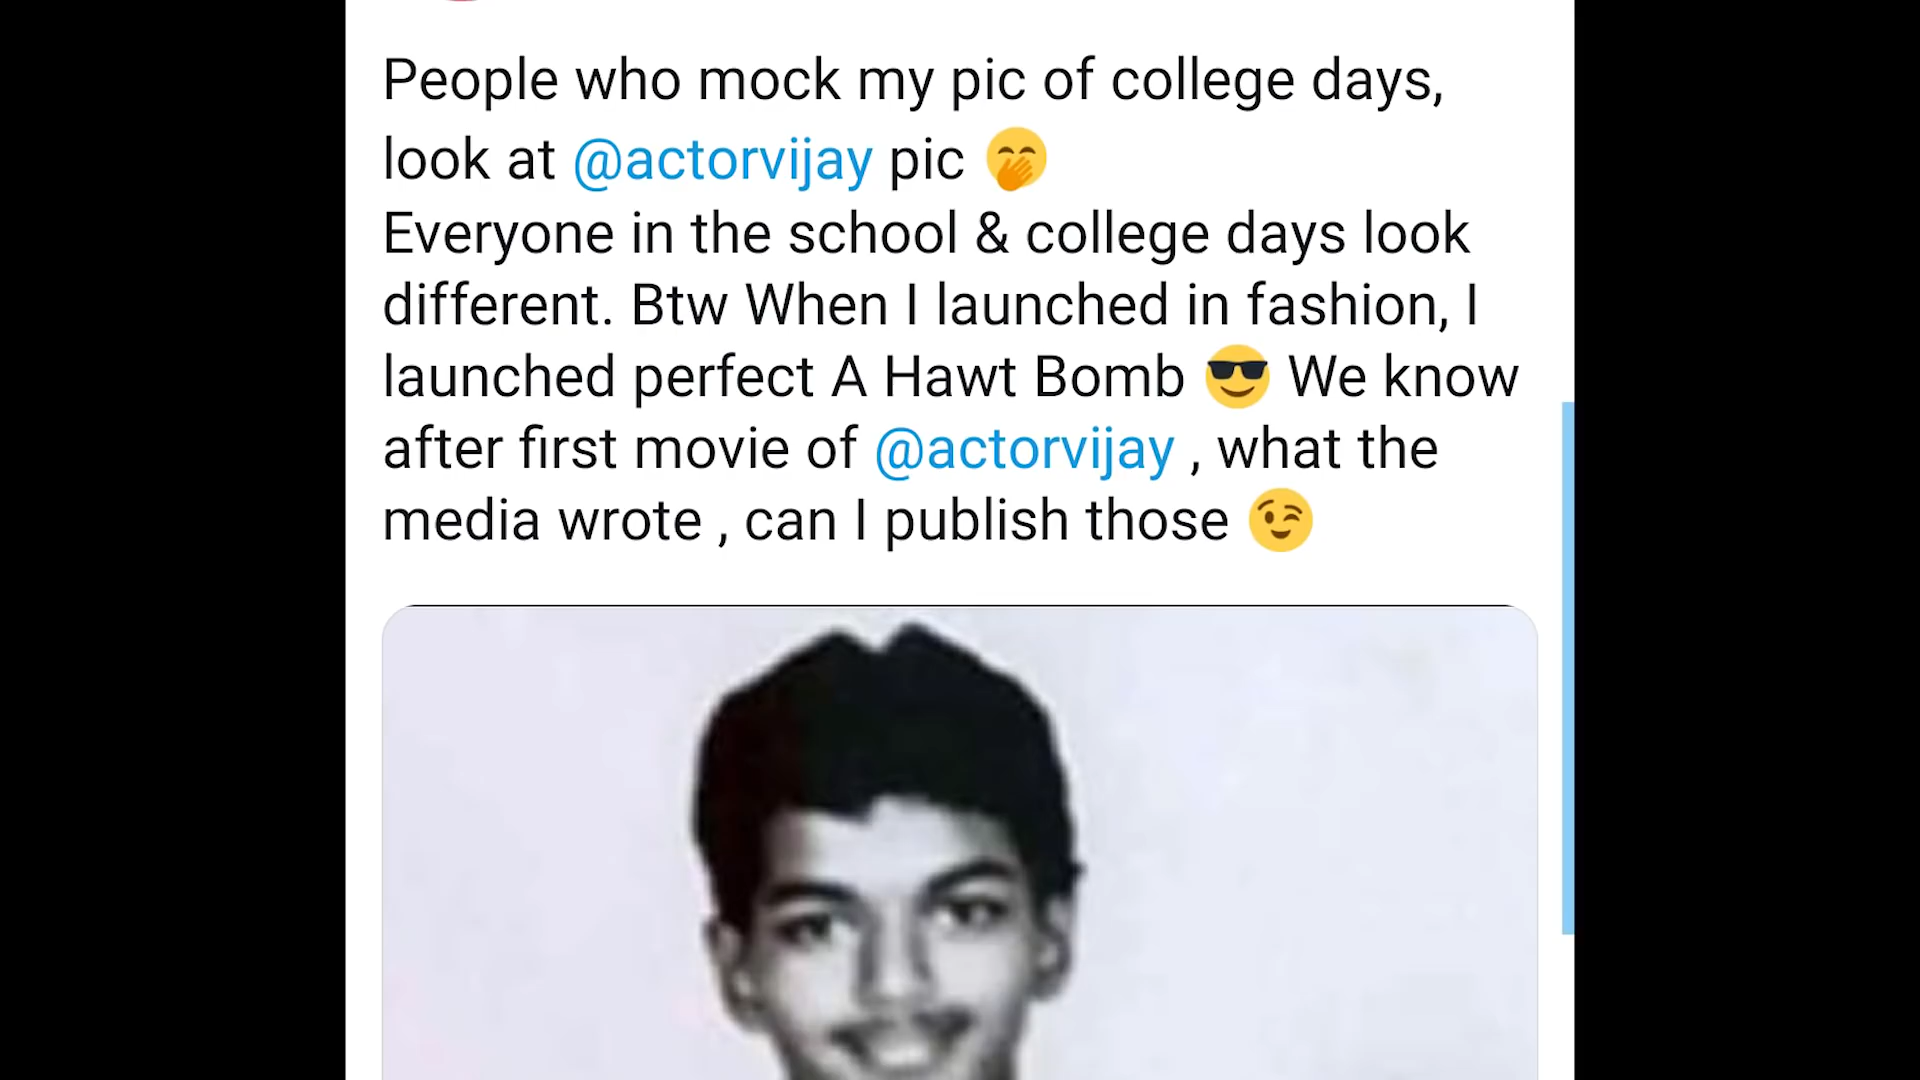 People who mock my pic of college days,
look at @actorvijay pic 🤭
Everyone in the school & college days look
different. Btw When I launched in fashion, I
launched perfect A Hawt Bomb 😎 We know
after first movie of @actorvijay , what the
media wrote , can I publish those 😉